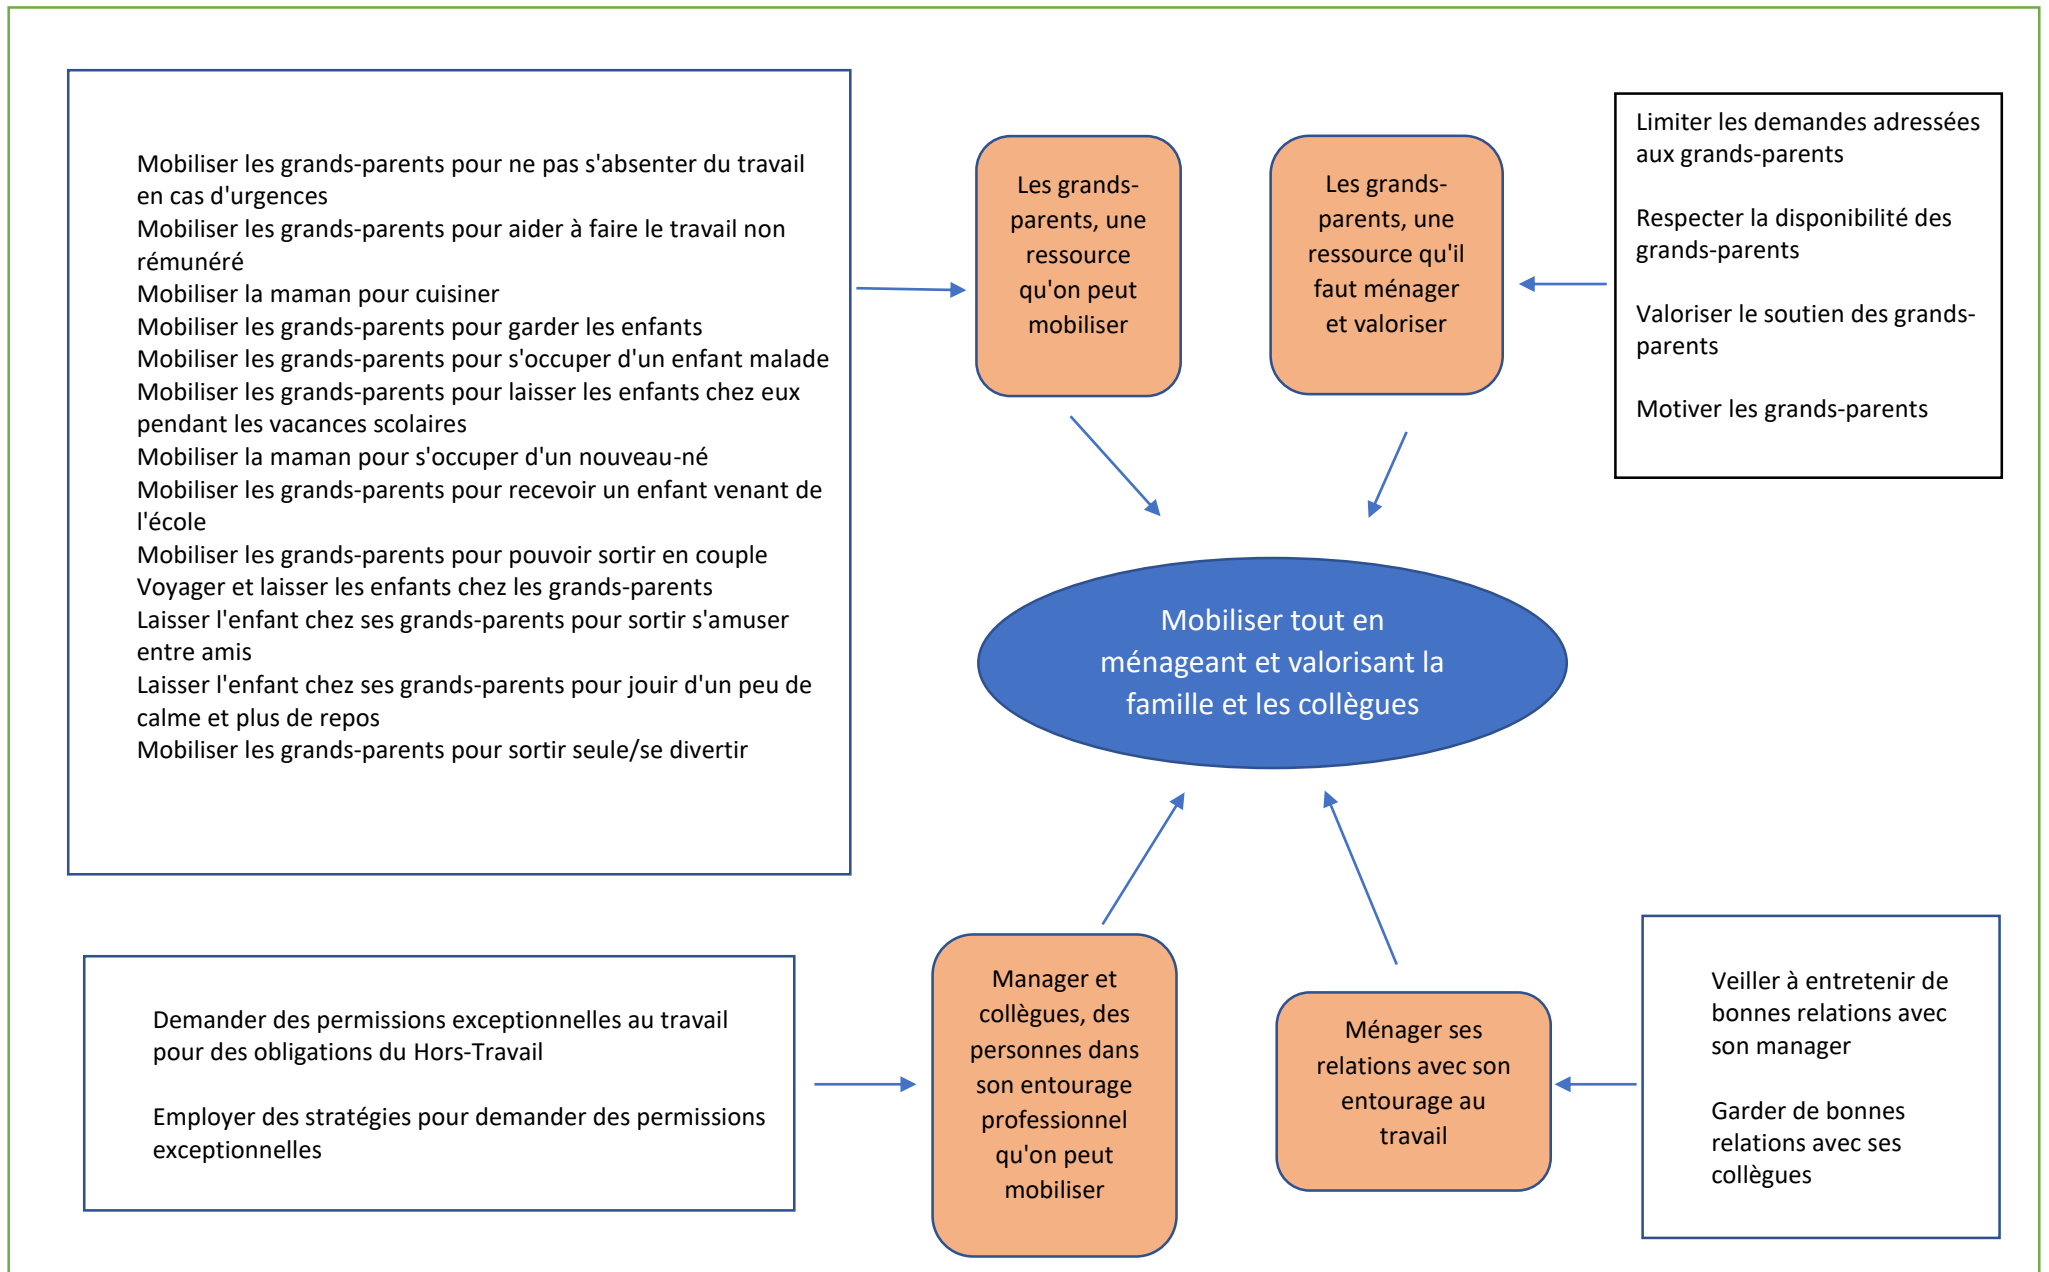 Mobiliser les grands-parents pour ne pas s'absenter du travail
en cas d'urgences
Mobiliser les grands-parents pour aider à faire le travail non
rémunéré
Mobiliser la maman pour cuisiner
Mobiliser les grands-parents pour garder les enfants
Mobiliser les grands-parents pour s'occuper d'un enfant malade
Mobiliser les grands-parents pour laisser les enfants chez eux
pendant les vacances scolaires
Mobiliser la maman pour s'occuper d'un nouveau-né
Mobiliser les grands-parents pour recevoir un enfant venant de
l'école
Mobiliser les grands-parents pour pouvoir sortir en couple
Voyager et laisser les enfants chez les grands-parents
Laisser l'enfant chez ses grands-parents pour sortir s'amuser
entre amis
Laisser l'enfant chez ses grands-parents pour jouir d'un peu de
calme et plus de repos
Mobiliser les grands-parents pour sortir seule/se divertir
Les grands-
parents, une
ressource
qu'on peut
mobiliser
Les grands-
parents, une
ressource qu'il
faut ménager
et valoriser
Limiter les demandes adressées
aux grands-parents
Respecter la disponibilité des
grands-parents
Valoriser le soutien des grands-
parents
Motiver les grands-parents
Mobiliser tout en
ménageant et valorisant la
famille et les collègues
Demander des permissions exceptionnelles au travail
pour des obligations du Hors-Travail
Employer des stratégies pour demander des permissions
exceptionnelles
Manager et
collègues, des
personnes dans
son entourage
professionnel
qu'on peut
mobiliser
Ménager ses
relations avec son
entourage au
travail
Veiller à entretenir de
bonnes relations avec
son manager
Garder de bonnes
relations avec ses
collègues